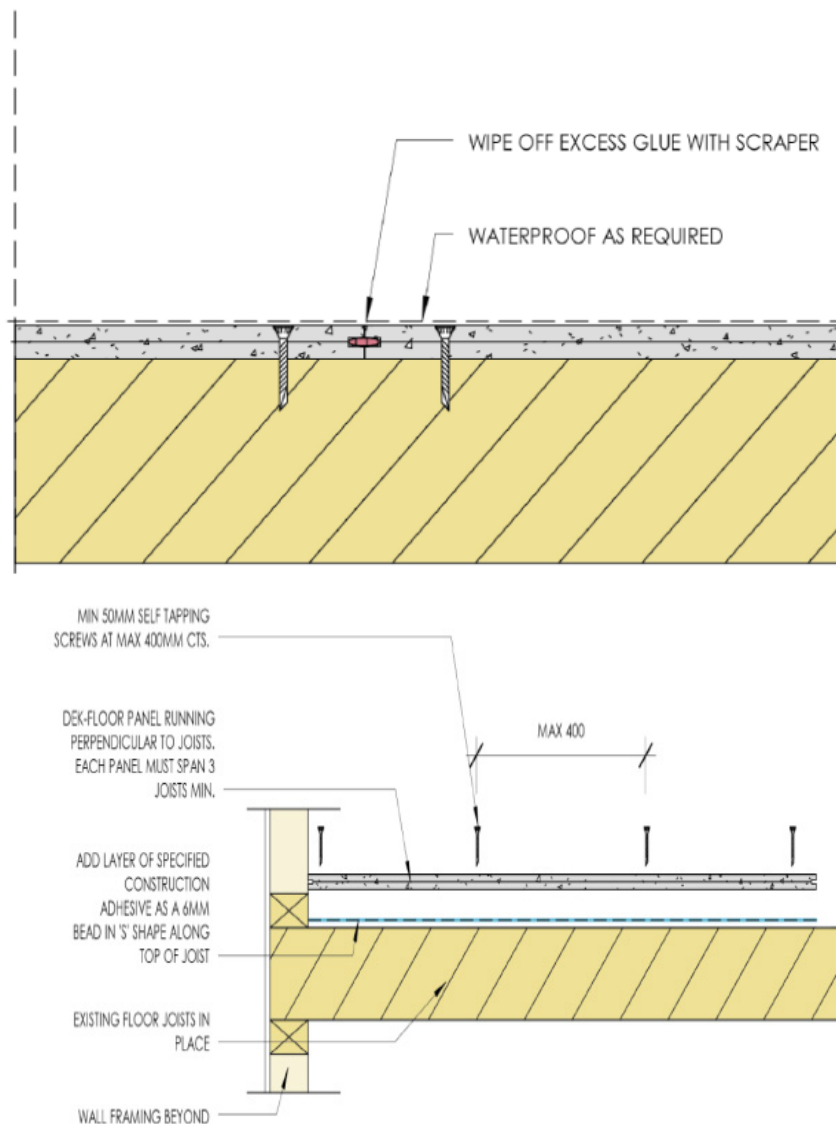 WIPE OFF EXCESS GLUE WITH SCRAPER
WATERPROOF AS REQUIRED
MIN 50MM SELF TAPPING
SCREWS AT MAX 400MM CTS.
DEK-FLOOR PANEL RUNNING
PERPENDICULAR TO JOISTS.
EACH PANEL MUST SPAN 3
JOISTS MIN.
MAX 400
ADD LAYER OF SPECIFIED
CONSTRUCTION
ADHESIVE AS A 6MM
BEAD IN 'S' SHAPE ALONG
TOP OF JOIST
EXISTING FLOOR JOISTS IN
PLACE
WALL FRAMING BEYOND